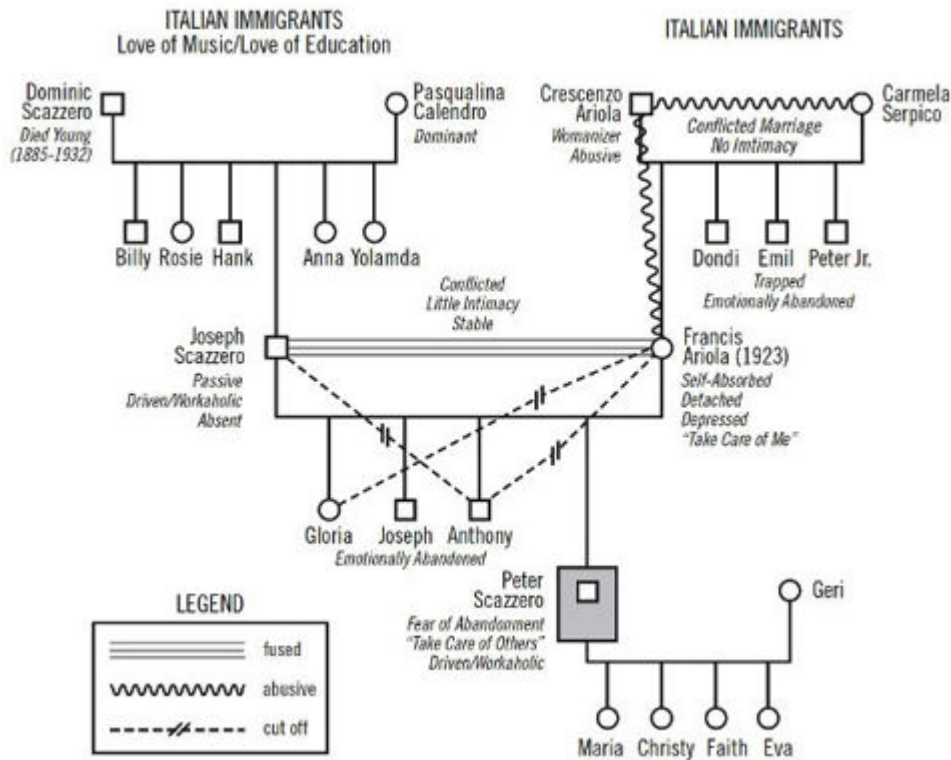 ITALIAN IMMIGRANTS
Love of Music/Love of Education
ITALIAN IMMIGRANTS
Dominic
Scazzero
Died Young
(1885-1932)
Pasqualina
Calendro
Dominant
Crescenzo
Ariola
Womanizer
Abusive
Conflicted Marriage
No Imtimacy
Carmela
Serpico
Billy
Rosie
Hank
Anna
Yolamda
Dondi
Emil
Peter Jr.
Trapped
Emotionally Abandoned
Conflicted
Little Intimacy
Stable
Joseph
Scazzero
Passive
Driven/Workaholic
Absent
Francis
Ariola (1923)
Self-Absorbed
Detached
Depressed
"Take Care of Me"
Gloria
Joseph
Anthony
Emotionally Abandoned
Peter
Scazzero
Fear of Abandonment
"Take Care of Others"
Driven/Workaholic
Geri
Maria
Christy
Faith
Eva
LEGEND
fused
abusive
cut off